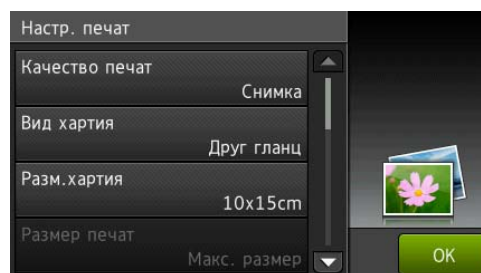 Настр. печат
Качество печат
Снимка
Вид хартия
Друг гланц
Разм.хартия
10x15cm
Размер печат
Макс. размер
OK